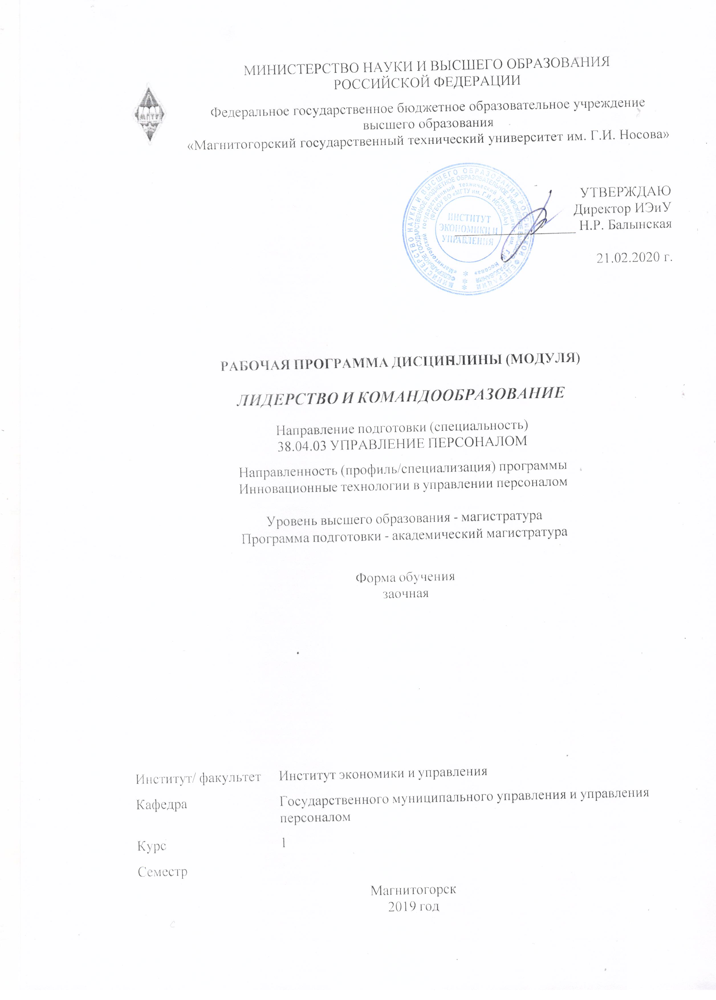 МИНИСТЕРСТВО НАУКИ И ВЫСШЕГО ОБРАЗОВАНИЯ
РОССИЙСКОЙ ФЕДЕРАЦИИ
Федеральное государственное бюджетное образовательное учреждение
высшего образования
«Магнитогорский государственный технический университет им. Г.И. Носова»
МИНИСТЕРСТВО НАУКИ И ВЫСШЕГО ОБРАЗОВАНИЯ РОССИЙСКОЙ ФЕДЕРАЦИИ
ФЕДЕРАЛЬНОЕ ГОСУДАРСТВЕННОЕ БЮДЖЕТНОЕ ОБРАЗОВАТЕЛЬНОЕ УЧРЕЖДЕНИЕ ВЫСШЕГО ОБРАЗОВАНИЯ
«Магнитогорский государственный технический университет им. Г.И. Носова»
(ФГБОУ ВО «МГТУ им. Г.И. НОСОВА»)
ИНСТИТУТ
ЭКОНОМИКИ И
УПРАВЛЕНИЯ
УТВЕРЖДАЮ
Директор ИЭиУ
Н.Р. Балынская
21.02.2020 г.
РАБОЧАЯ ПРОГРАММА ДИСЦИПЛИНЫ (МОДУЛЯ)
ЛИДЕРСТВО И КОМАНДООБРАЗОВАНИЕ
Направление подготовки (специальность)
38.04.03 УПРАВЛЕНИЕ ПЕРСОНАЛОМ
Направленность (профиль/специализация) программы
Инновационные технологии в управлении персоналом
Уровень высшего образования - магистратура
Программа подготовки - академический магистратура
Форма обучения
заочная
Институт/ факультет Институт экономики и управления
Кафедра Государственного муниципального управления и управления
персоналом
Курс 1
Семестр
Магнитогорск
2019 год